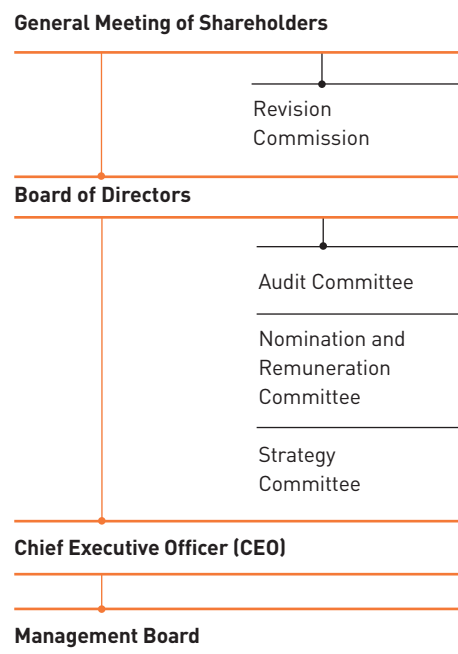 General Meeting of Shareholders
Revision
Commission
Board of Directors
Audit Committee
Nomination and
Remuneration
Committee
Strategy
Committee
Chief Executive Officer (CEO)
Management Board